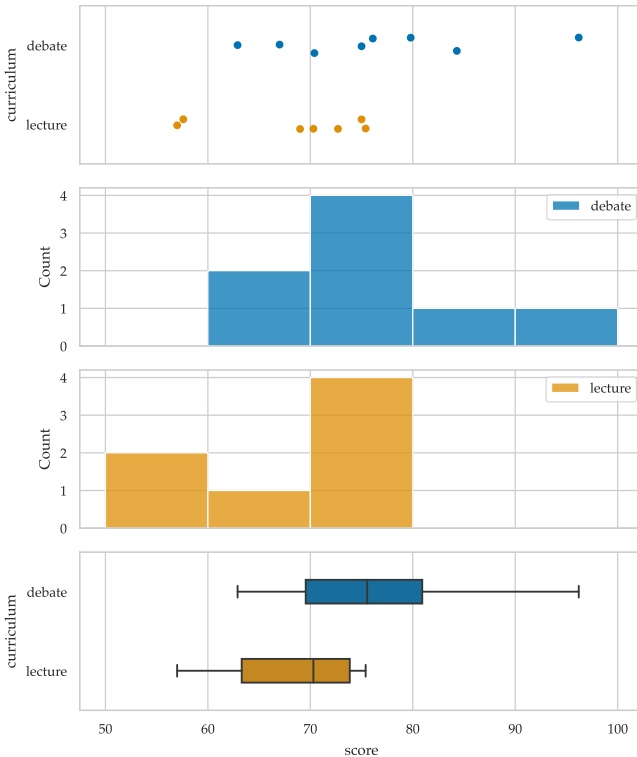 curriculum
debate
lecture
Count
4
3
2
1
0
debate
Count
4
3
2
1
0
lecture
curriculum
debate
lecture
50 60 70 80 90 100
score